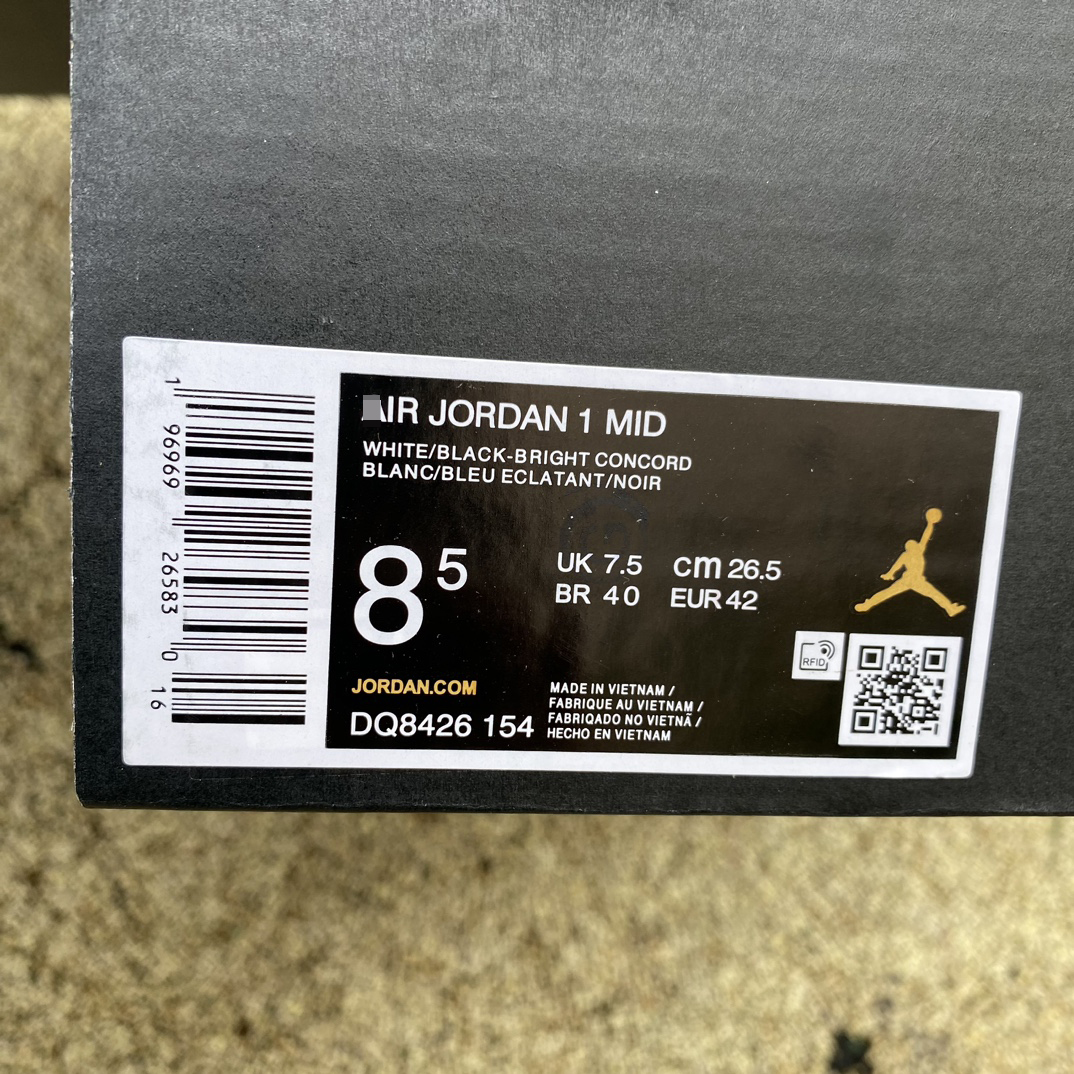 AIR JORDAN 1 MID
WHITE/BLACK-BRIGHT CONCORD
BLANC/BLEU ECLATANT/NOIR
8 5
UK 7.5 cm 26.5
BR 40 EUR 42
RFID
JORDAN.COM
DQ8426 154
MADE IN VIETNAM /
FABRIQUE AU VIETNAM /
FABRIQADO NO VIETNÃ /
HECHO EN VIETNAM
1 96969 26583 0 16